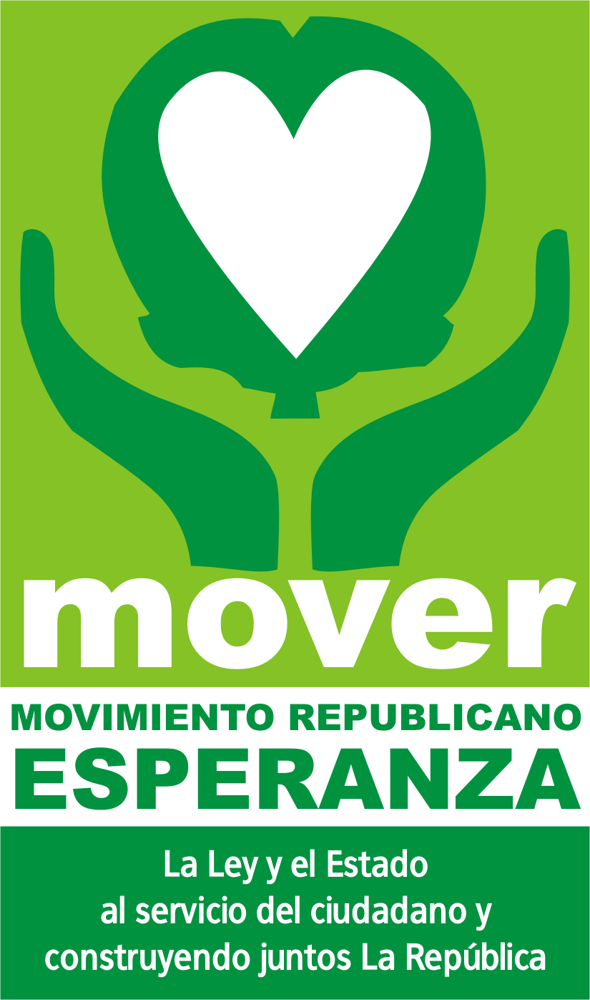 mover
MOVIMIENTO REPUBLICANO
ESPERANZA
La Ley y el Estado
al servicio del ciudadano y
construyendo juntos La República